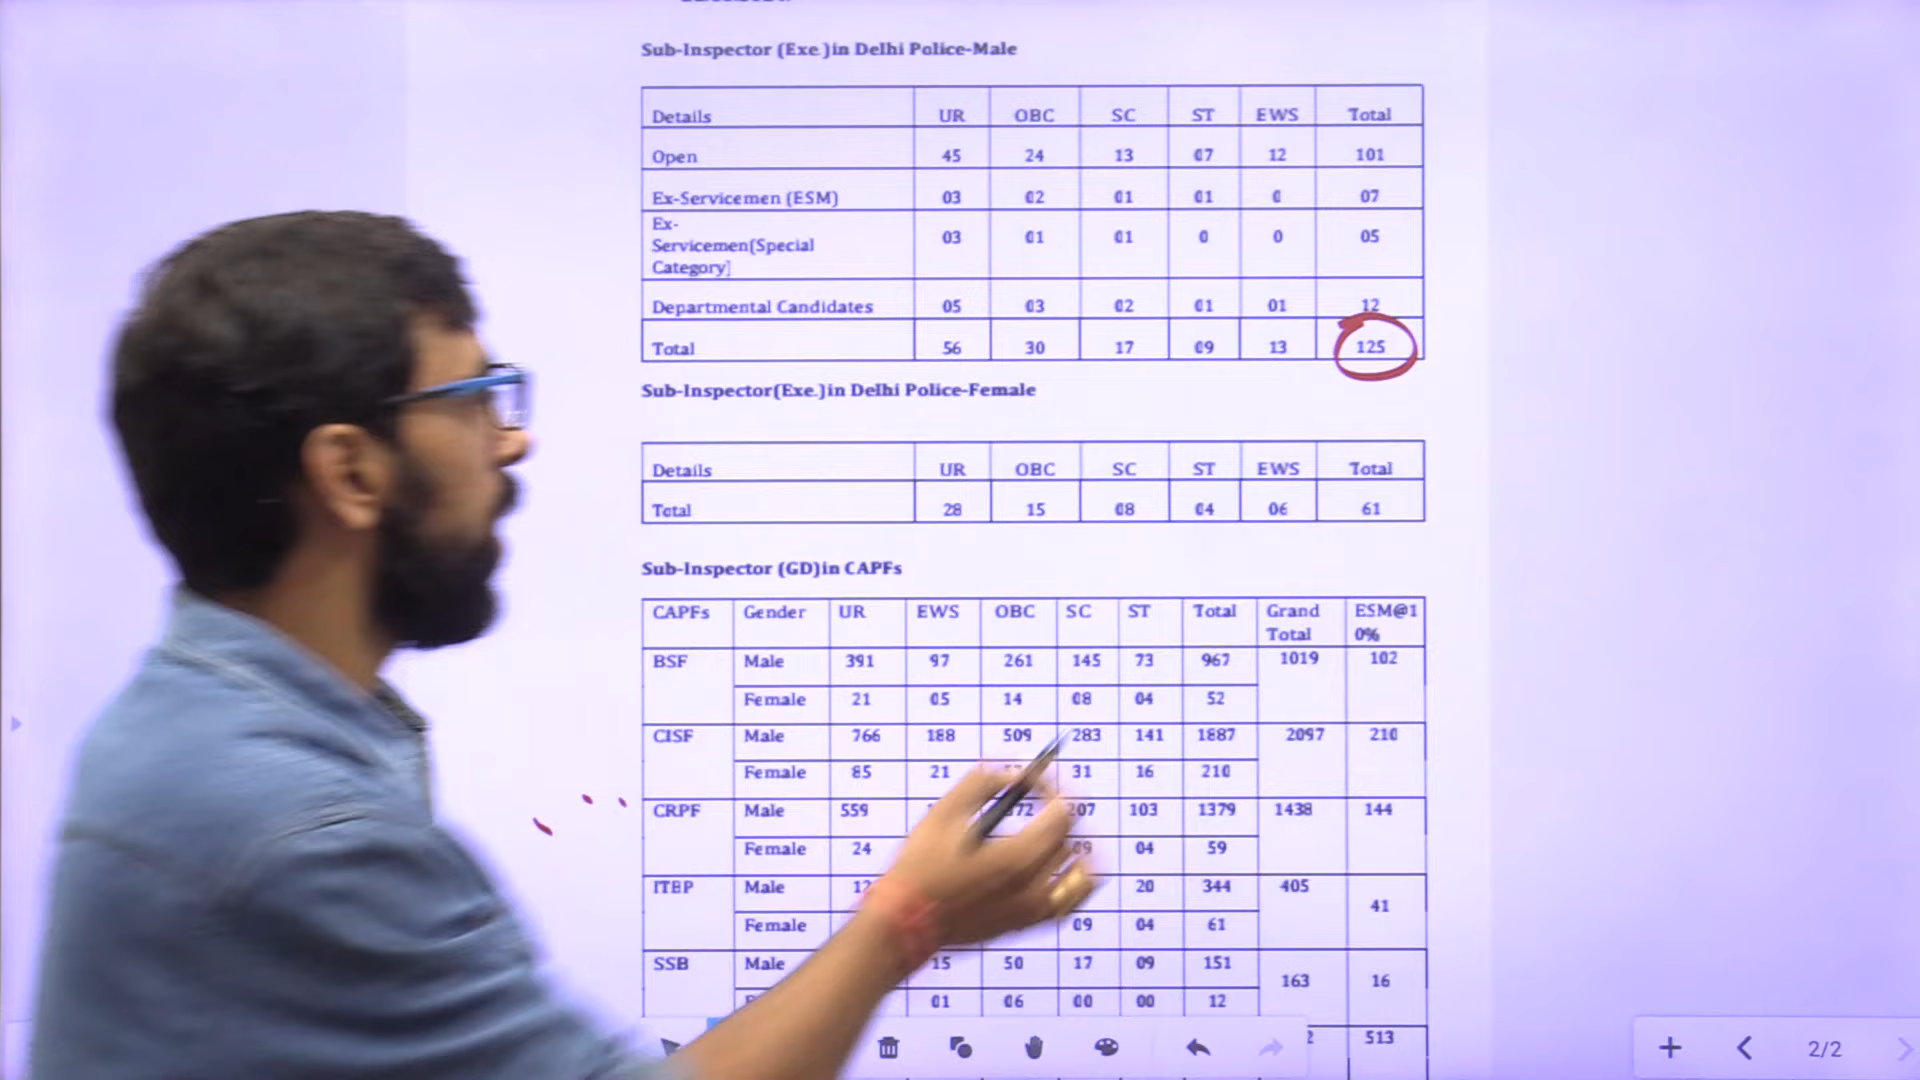 Sub-Inspector (Exe.)in Delhi Police-Male
Details UR OBC SC ST EWS Total
Open 45 24 13 07 12 101
Ex-Servicemen (ESM) 03 02 01 01 0 07
Ex-
Servicemen[Special
Category] 03 01 01 0 0 05
Departmental Candidates 05 03 02 01 01 12
Total 56 30 17 09 13 125
Sub-Inspector(Exe.)in Delhi Police-Female
Details UR OBC SC ST EWS Total
Total 28 15 08 04 06 61
Sub-Inspector (GD)in CAPFs
CAPFs Gender UR EWS OBC SC ST Total Grand Total ESM@10%
BSF Male 391 97 261 145 73 967 1019 102
Female 21 05 14 08 04 52
CISF Male 766 188 509 283 141 1887 2097 210
Female 85 21 31 16 210
CRPF Male 559 207 103 1379 1438 144
Female 24 09 04 59
ITBP Male 20 344 405 41
Female 09 04 61
SSB Male 15 50 17 09 151 163 16
01 06 00 00 12
513
2/2